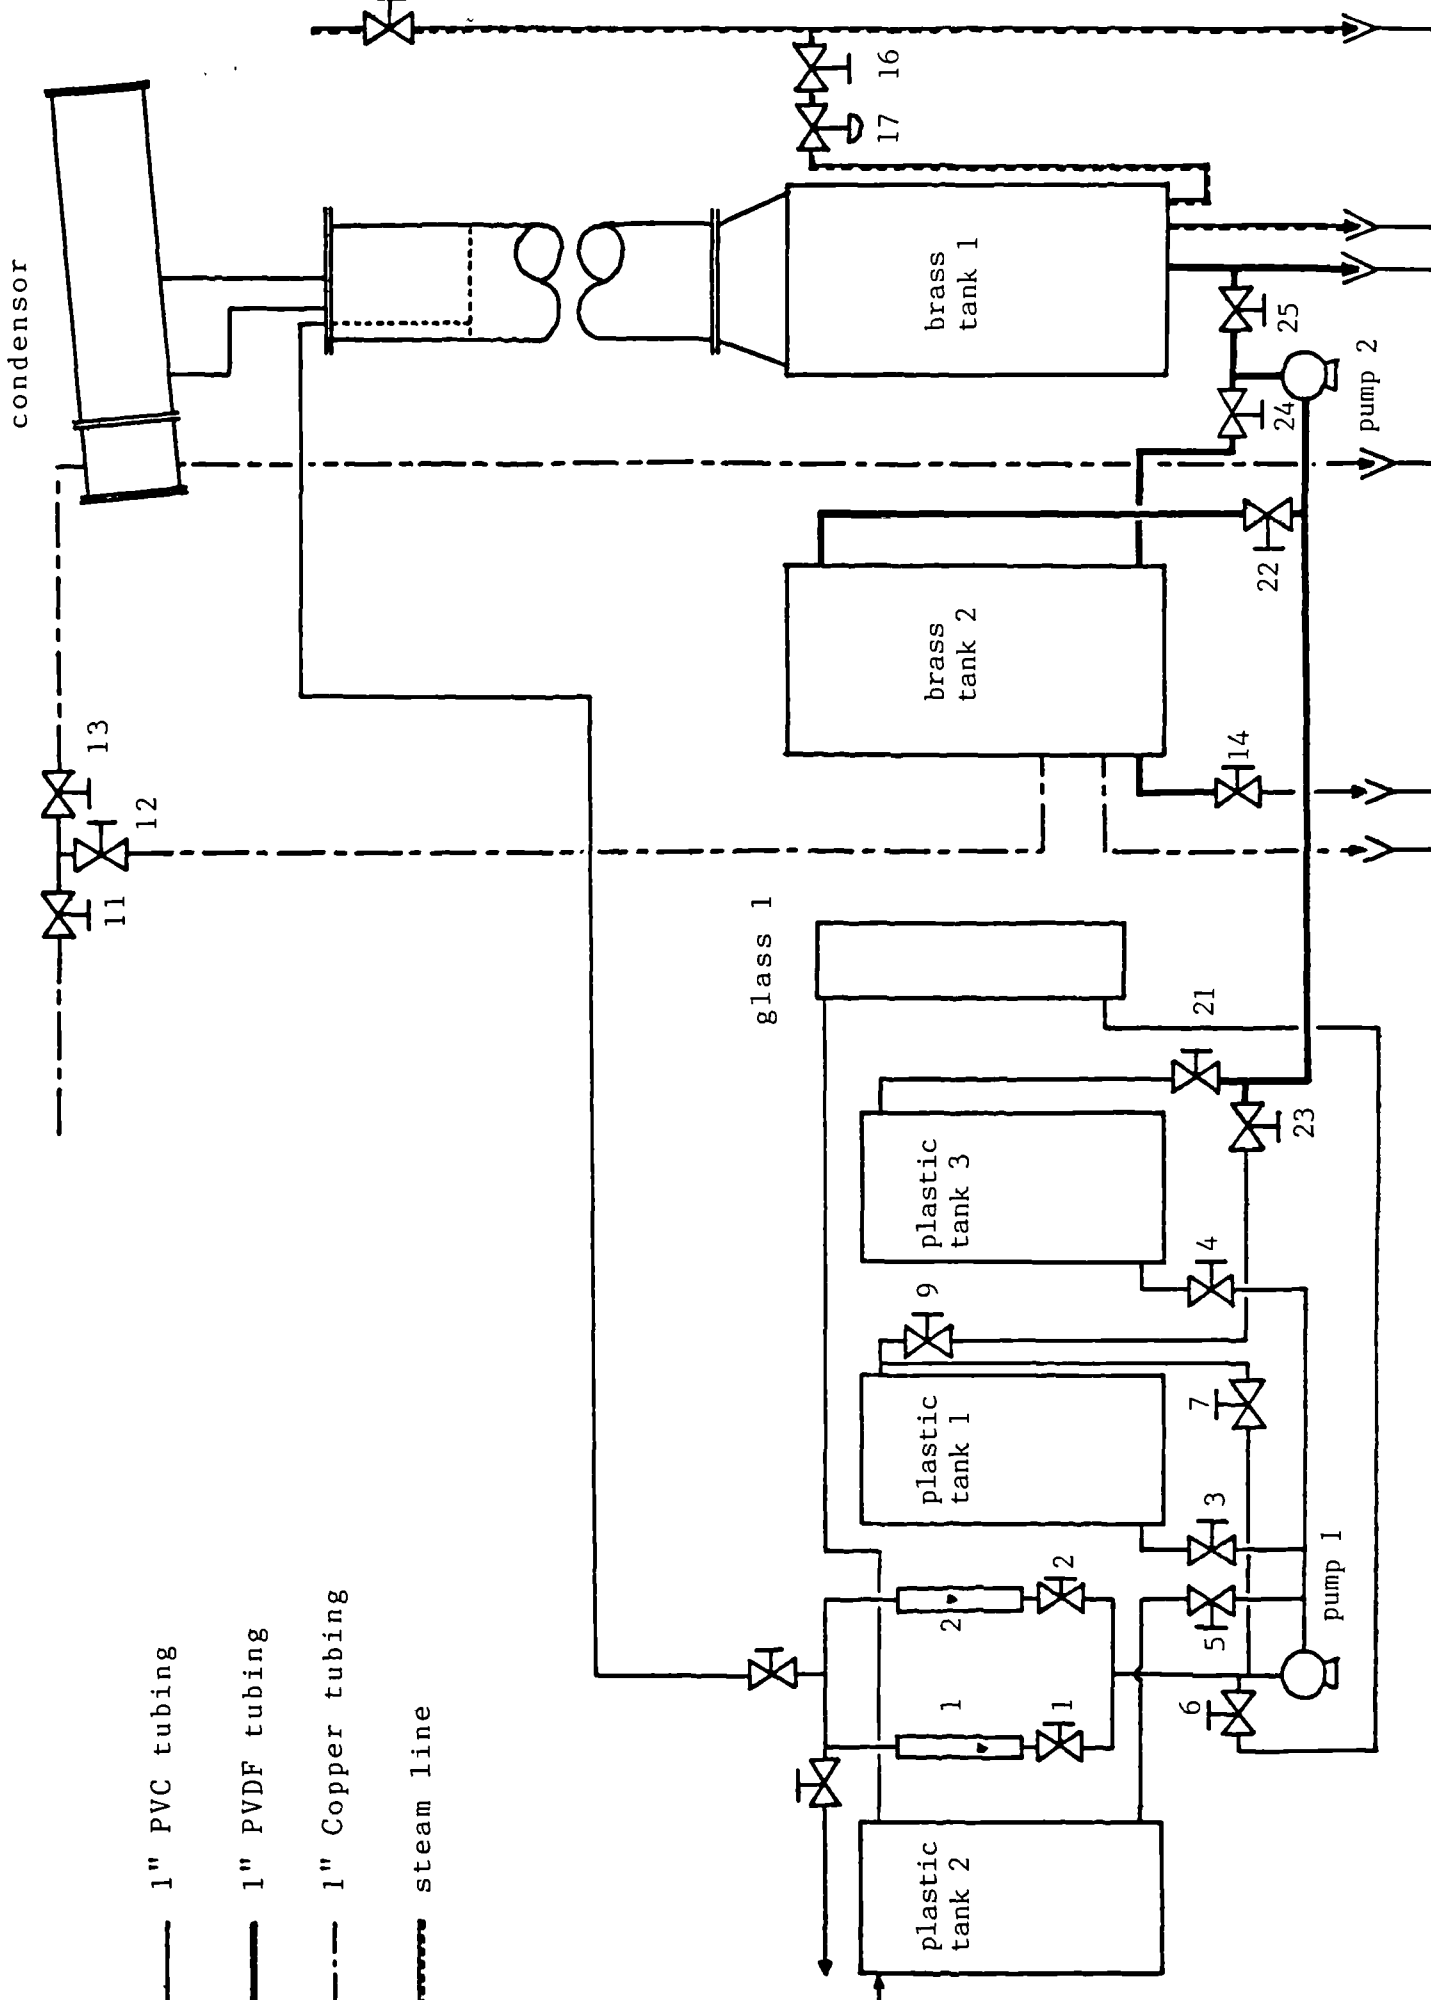 1" PVC tubing
1" PVDF tubing
1" Copper tubing
steam line
condensor
11
12
13
16
17
brass
tank 1
25
24
pump 2
22
brass
tank 2
14
glass 1
21
23
plastic
tank 3
4
9
plastic
tank 1
7
3
2
2
5
pump 1
1
1
6
plastic
tank 2